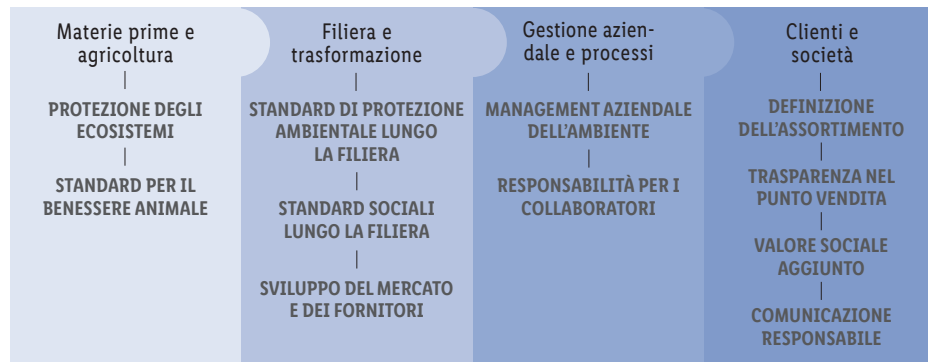 Materie prime e
agricoltura
PROTEZIONE DEGLI
ECOSISTEMI
STANDARD PER IL
BENESSERE ANIMALE
Filiera e
trasformazione
STANDARD DI PROTEZIONE
AMBIENTALE LUNGO
LA FILIERA
STANDARD SOCIALI
LUNGO LA FILIERA
SVILUPPO DEL MERCATO
E DEI FORNITORI
Gestione azien-
dale e processi
MANAGEMENT AZIENDALE
DELL'AMBIENTE
RESPONSABILITÀ PER I
COLLABORATORI
Clienti e
società
DEFINIZIONE
DELL'ASSORTIMENTO
TRASPARENZA NEL
PUNTO VENDITA
VALORE SOCIALE
AGGIUNTO
COMUNICAZIONE
RESPONSABILE